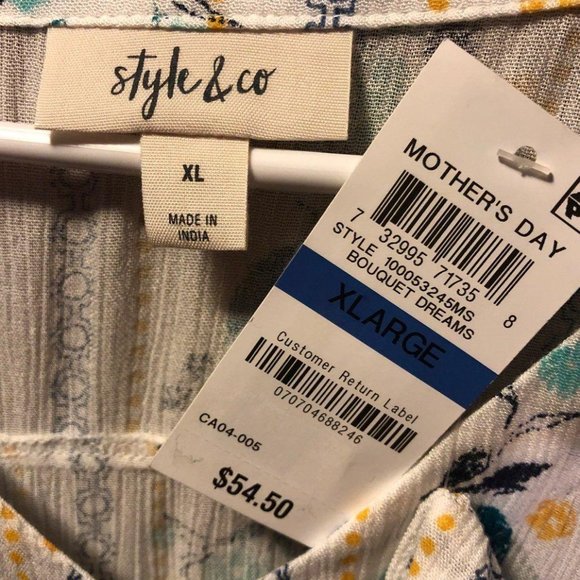 style & co
XL
MADE IN
INDIA
MOTHER'S DAY
7 32995 71735 8
STYLE 100053245MS
BOUQUET DREAMS
XLARGE
Customer Return Label
070704688246
CA04-005
$54.50